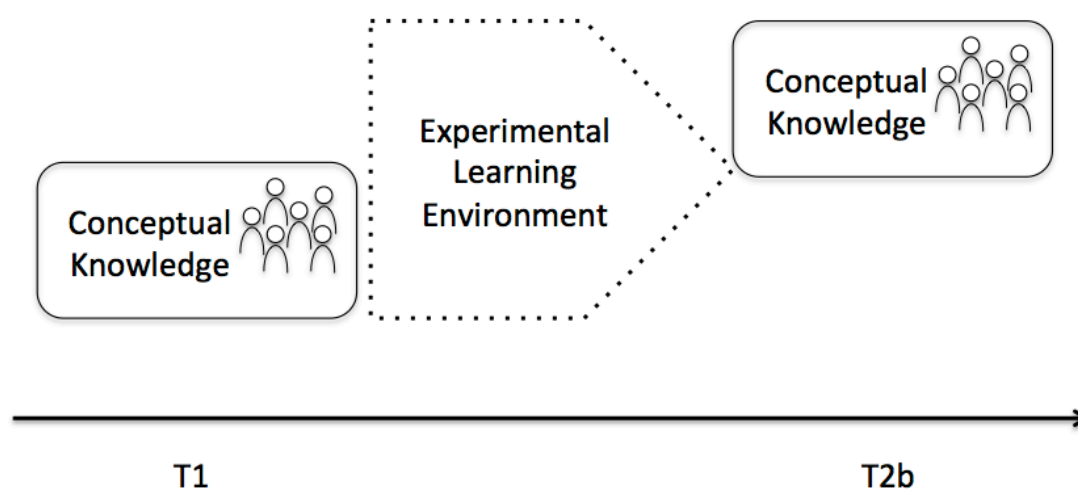 Conceptual
Knowledge
Experimental
Learning
Environment
Conceptual
Knowledge
T1
T2b